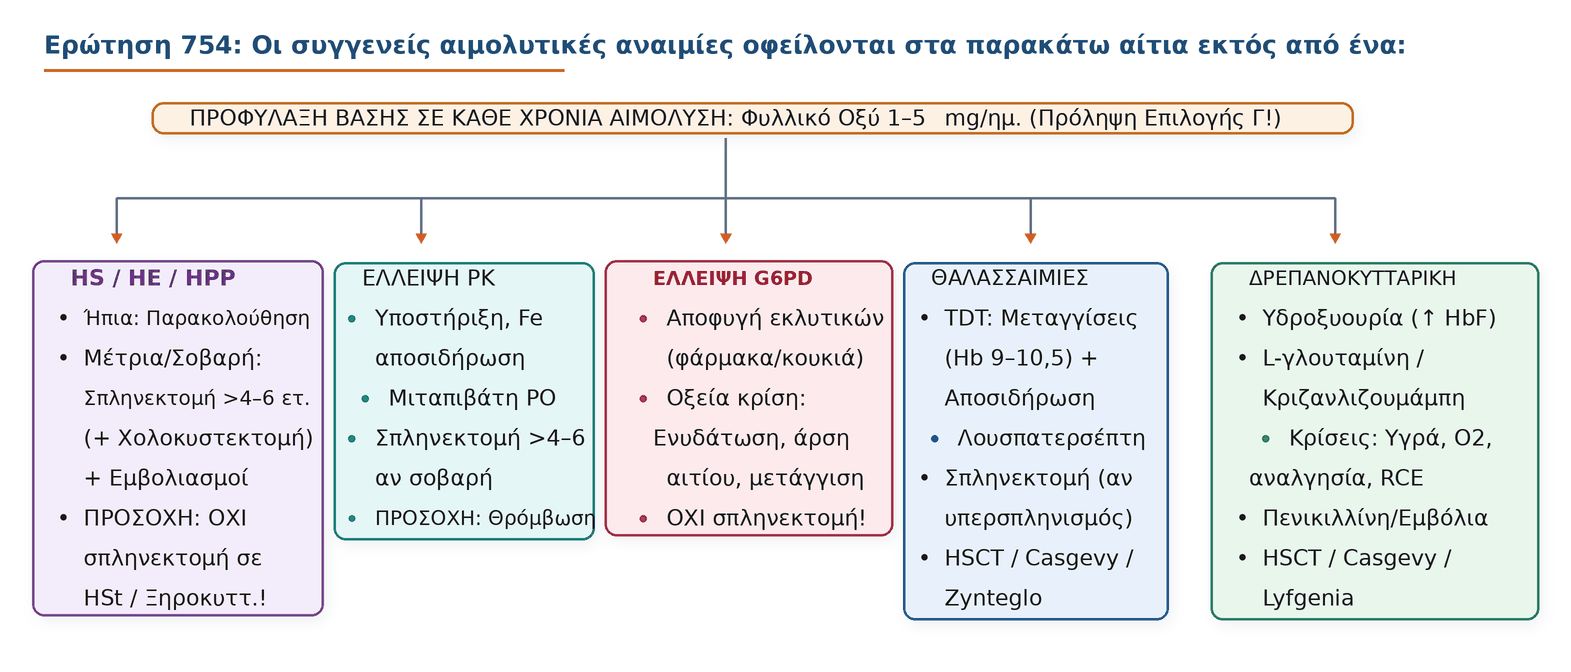 Ερώτηση 754: Οι συγγενείς αιμολυτικές αναιμίες οφείλονται στα παρακάτω αίτια εκτός από ένα:
ΠΡΟΦΥΛΑΞΗ ΒΑΣΗΣ ΣΕ ΚΑΘΕ ΧΡΟΝΙΑ ΑΙΜΟΛΥΣΗ: Φυλλικό Οξύ 1–5 mg/ημ. (Πρόληψη Επιλογής Γ!)
HS / HE / HPP
• Ήπια: Παρακολούθηση
• Μέτρια/Σοβαρή:
Σπληνεκτομή >4–6 ετ.
(+ Χολοκυστεκτομή)
+ Εμβολιασμοί
• ΠΡΟΣΟΧΗ: ΟΧΙ
σπληνεκτομή σε
HSt / Ξηροκυττ.!
ΕΛΛΕΙΨΗ PK
• Υποστήριξη, Fe
αποσιδήρωση
• Μιταπιβάτη PO
• Σπληνεκτομή >4–6
αν σοβαρή
• ΠΡΟΣΟΧΗ: Θρόμβωση
ΕΛΛΕΙΨΗ G6PD
• Αποφυγή εκλυτικών
(φάρμακα/κουκιά)
• Οξεία κρίση:
Ενυδάτωση, άρση
αιτίου, μετάγγιση
• ΟΧΙ σπληνεκτομή!
ΘΑΛΑΣΣΑΙΜΙΕΣ
• TDT: Μεταγγίσεις
(Hb 9–10,5) +
Αποσιδήρωση
• Λουσπατερσέπτη
• Σπληνεκτομή (αν
υπερσπληνισμός)
• HSCT / Casgevy /
Zynteglo
ΔΡΕΠΑΝΟΚΥΤΤΑΡΙΚΗ
• Υδροξυουρία (↑ HbF)
• L-γλουταμίνη /
Κριζανλιζουμάμπη
• Κρίσεις: Υγρά, O2,
αναλγησία, RCE
• Πενικιλλίνη/Εμβόλια
• HSCT / Casgevy /
Lyfgenia